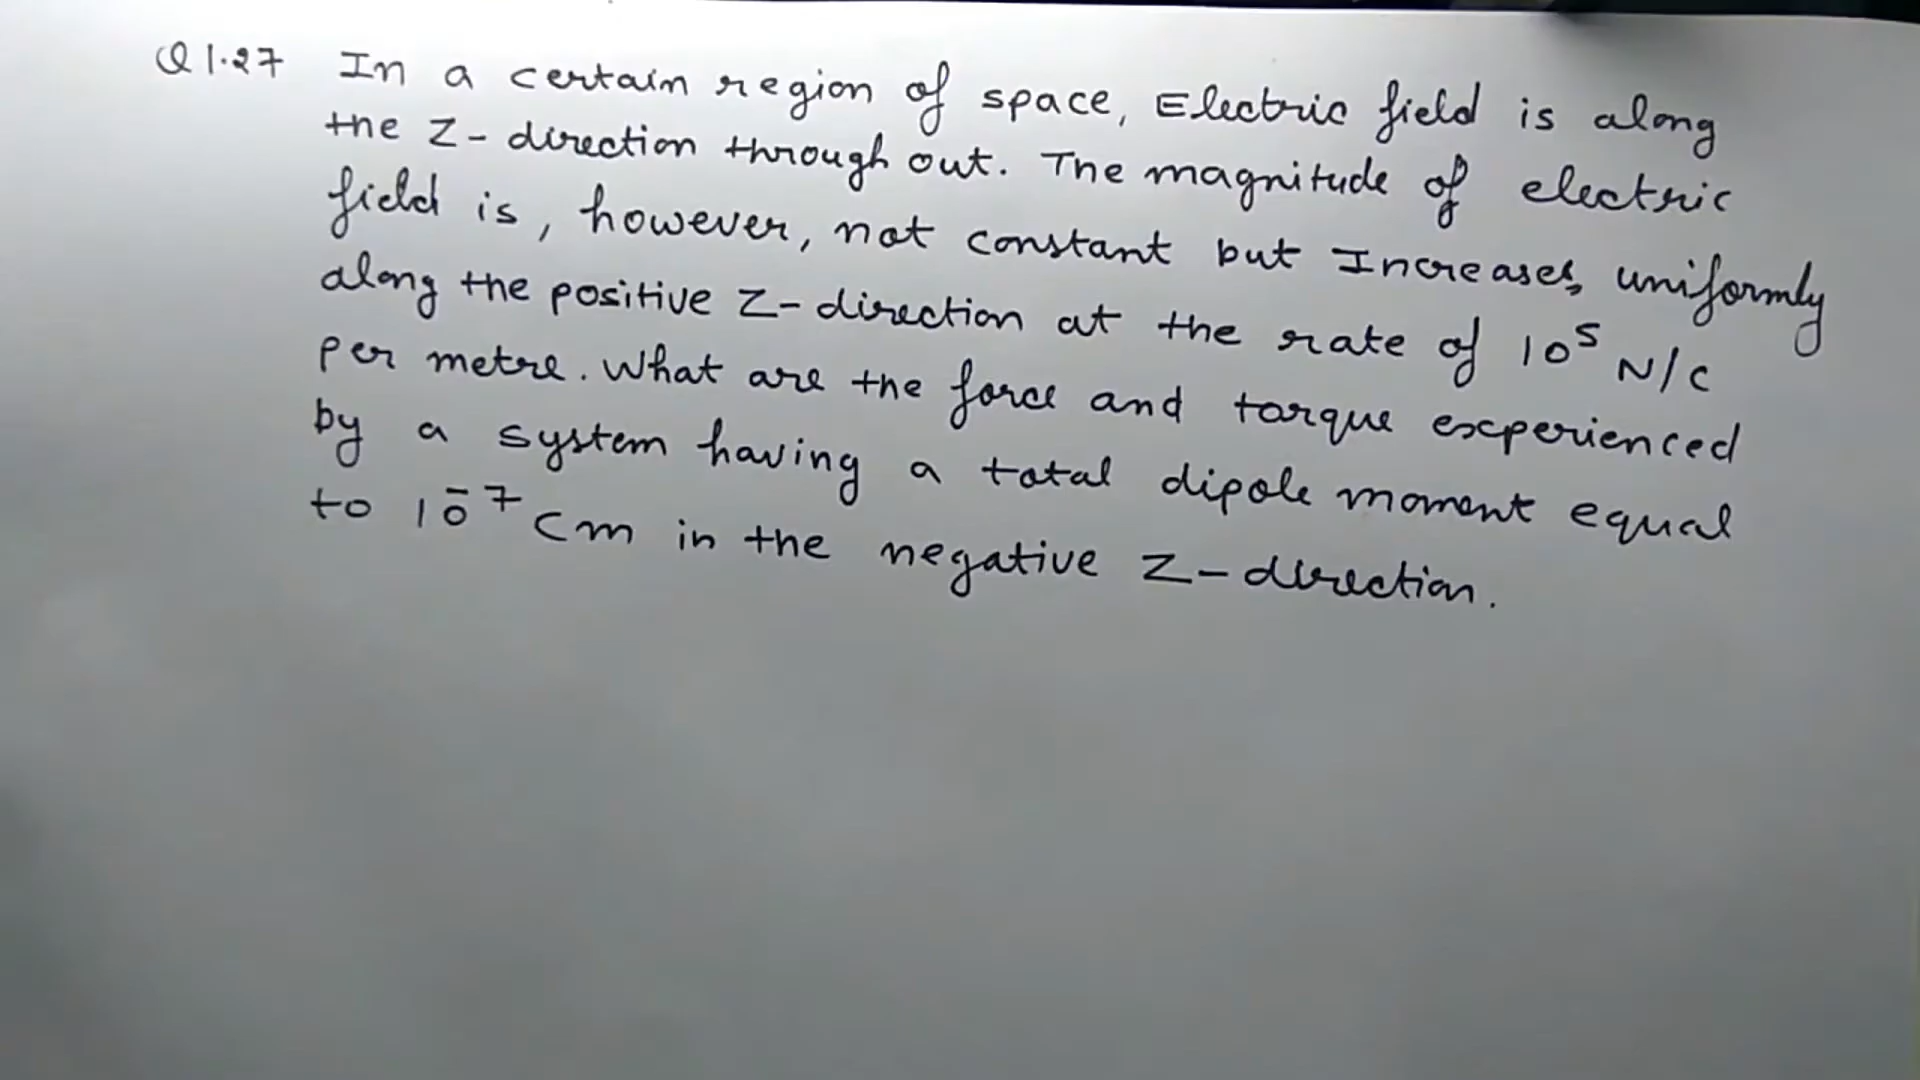 Q 1.27 In a certain region of space, Electric field is along
the Z-direction through out. The magnitude of electric
field is, however, not constant but Increases, uniformly
along the positive Z-direction at the rate of 10⁵ N/C
per metre. What are the force and torque experienced
by a system having a total dipole moment equal
to 10⁻⁷ Cm in the negative Z-direction.